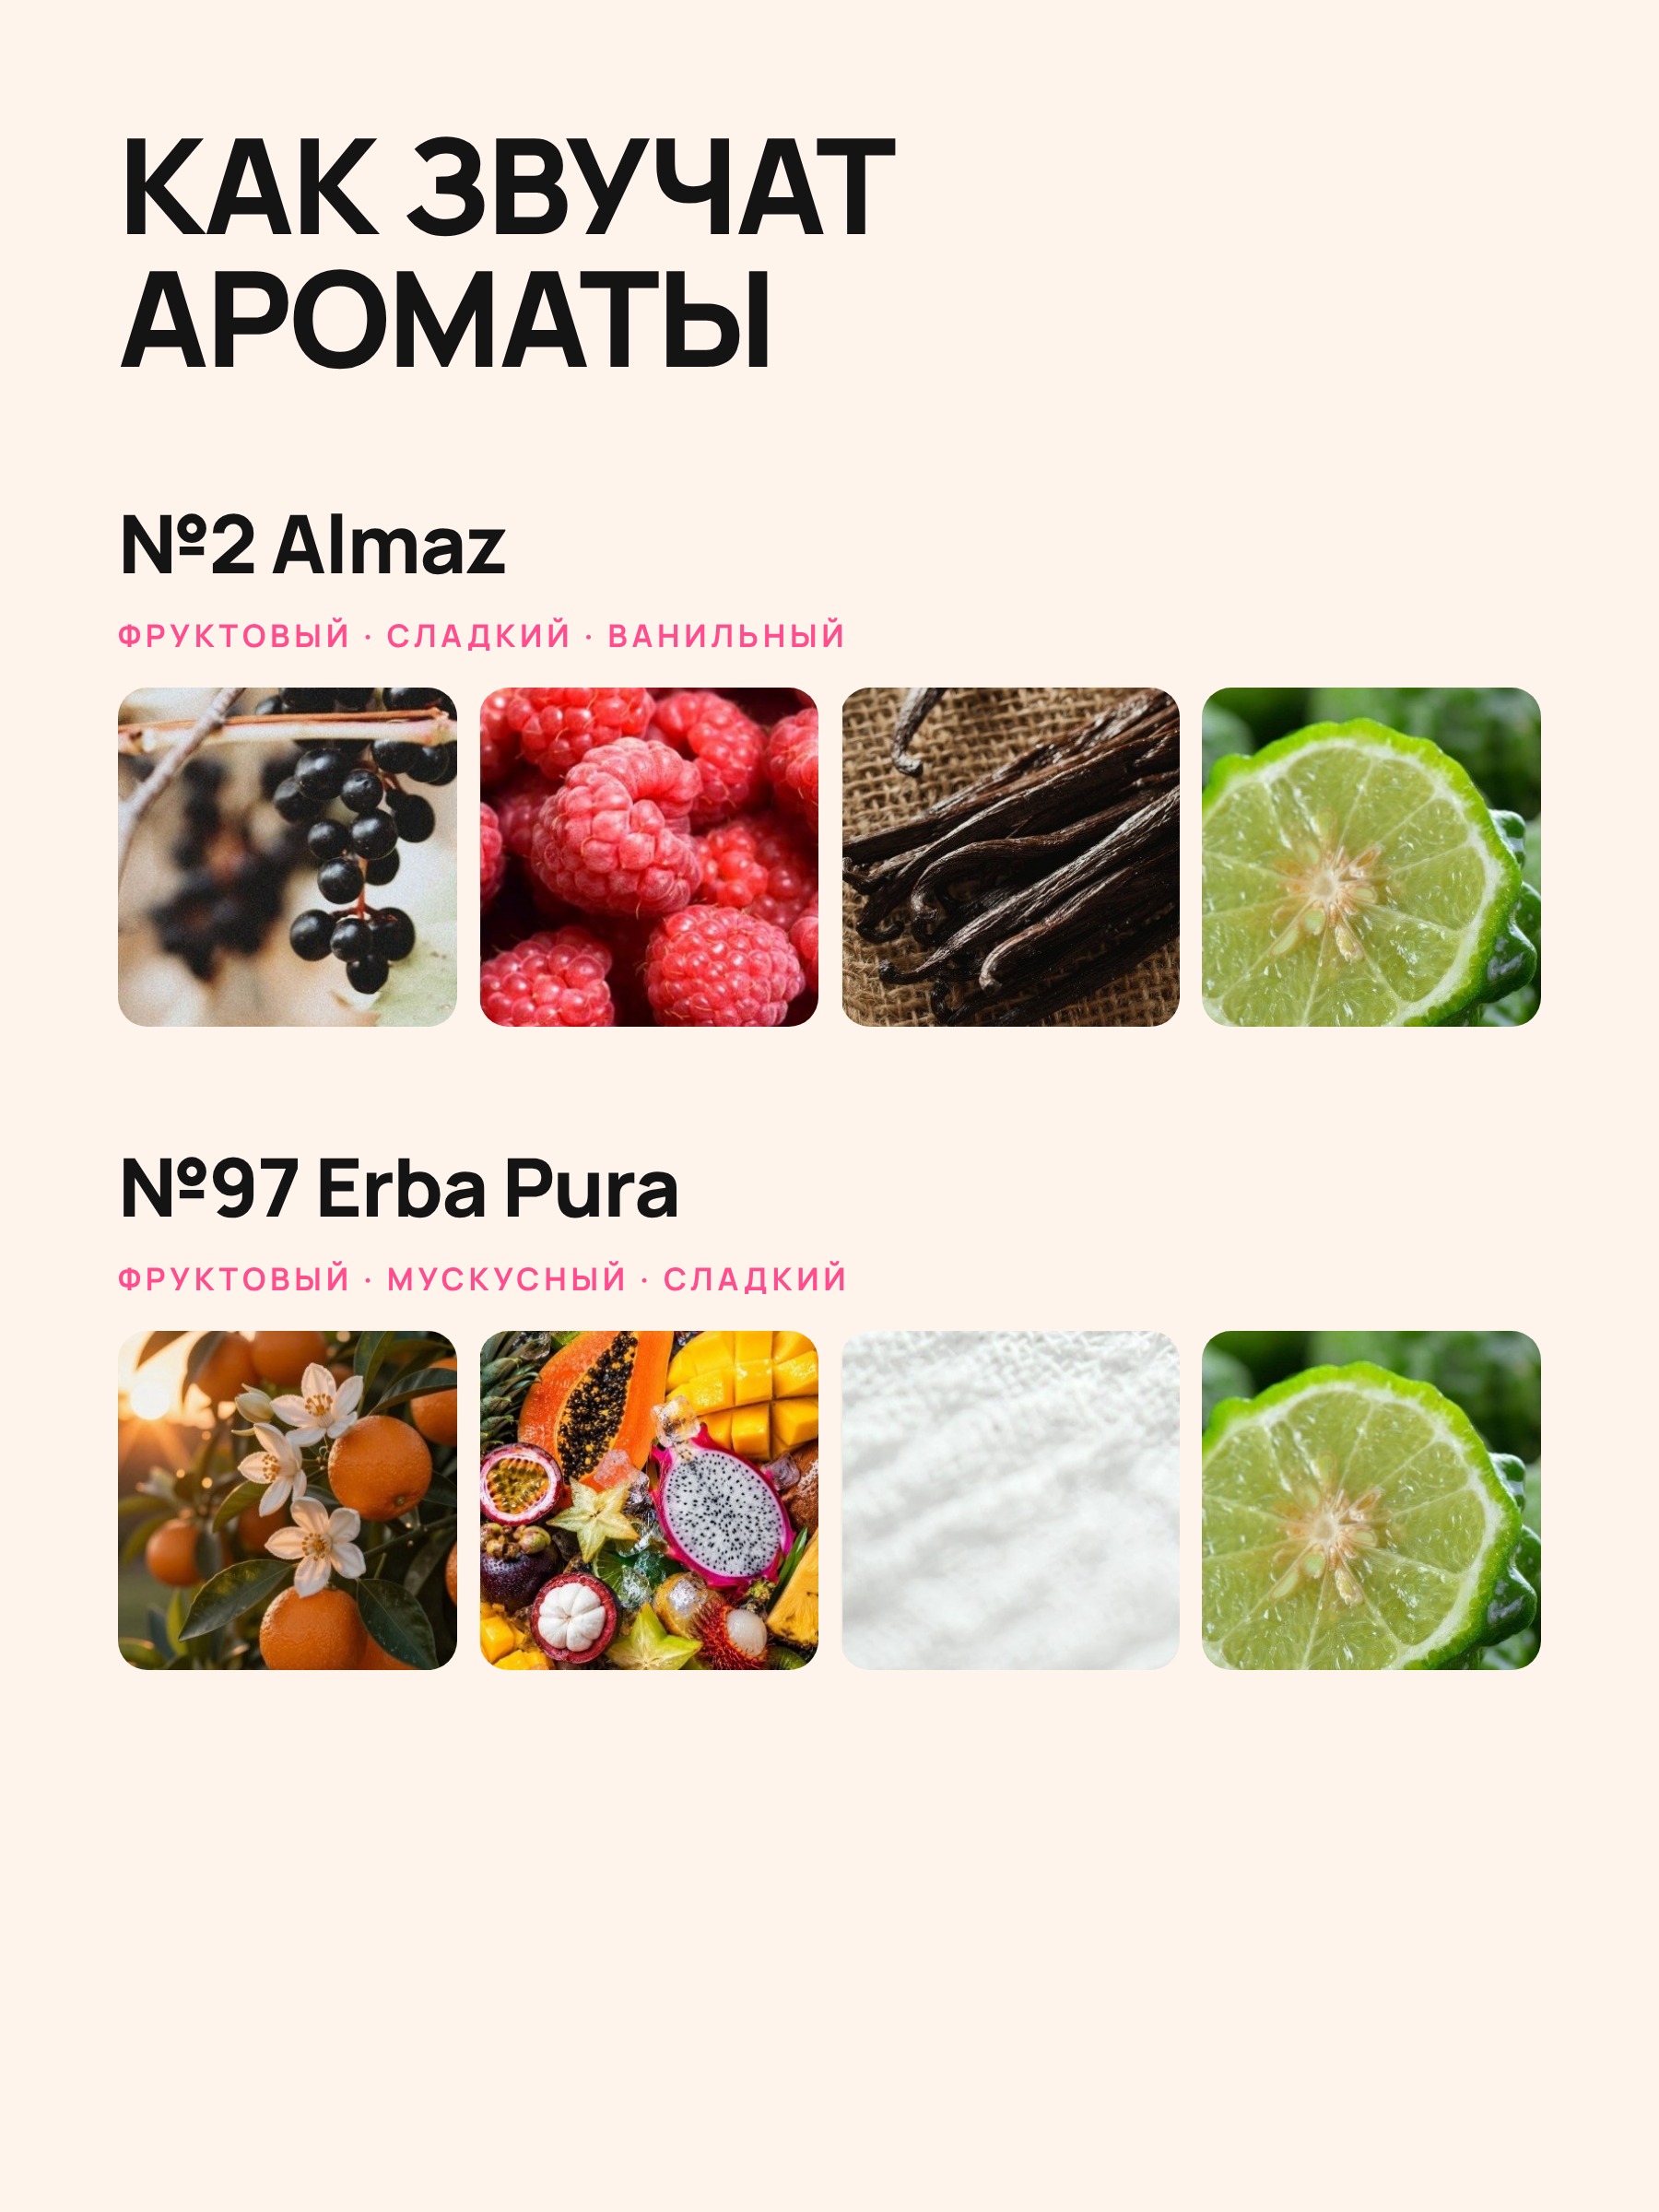 КАК ЗВУЧАТ
АРОМАТЫ
№2 Almaz
ФРУКТОВЫЙ · СЛАДКИЙ · ВАНИЛЬНЫЙ
№97 Erba Pura
ФРУКТОВЫЙ · МУСКУСНЫЙ · СЛАДКИЙ